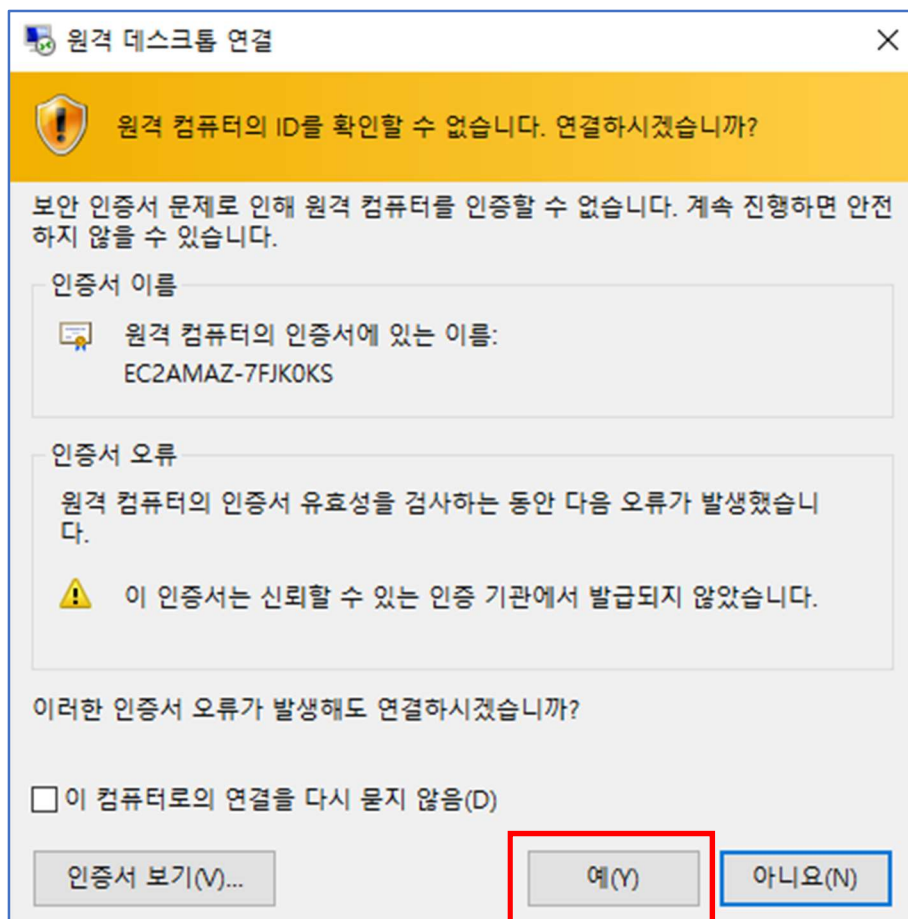 원격 데스크톱 연결
원격 컴퓨터의 ID를 확인할 수 없습니다. 연결하시겠습니까?
보안 인증서 문제로 인해 원격 컴퓨터를 인증할 수 없습니다. 계속 진행하면 안전
하지 않을 수 있습니다.
인증서 이름
원격 컴퓨터의 인증서에 있는 이름:
EC2AMAZ-7FJK0KS
인증서 오류
원격 컴퓨터의 인증서 유효성을 검사하는 동안 다음 오류가 발생했습니
다.
이 인증서는 신뢰할 수 있는 인증 기관에서 발급되지 않았습니다.
이러한 인증서 오류가 발생해도 연결하시겠습니까?
이 컴퓨터로의 연결을 다시 묻지 않음(D)
인증서 보기(V)...
예(Y)
아니요(N)